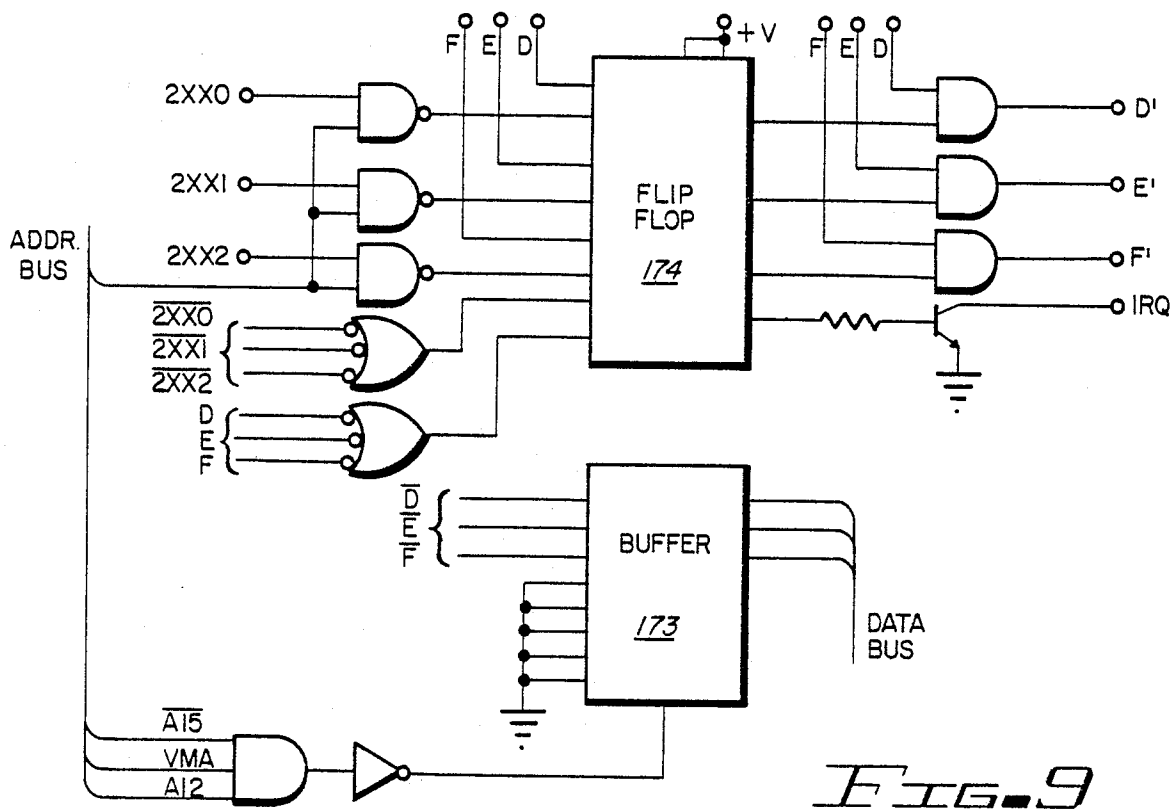 F E D +V F E D
2XX0 D'
2XX1 FLIP E'
FLOP
ADDR. 2XX2 174 F'
BUS
2XX0 IRQ
2XX1
2XX2
D
E
F
D
E BUFFER
F
173 DATA
BUS
A15
VMA
A12
FIG. 9